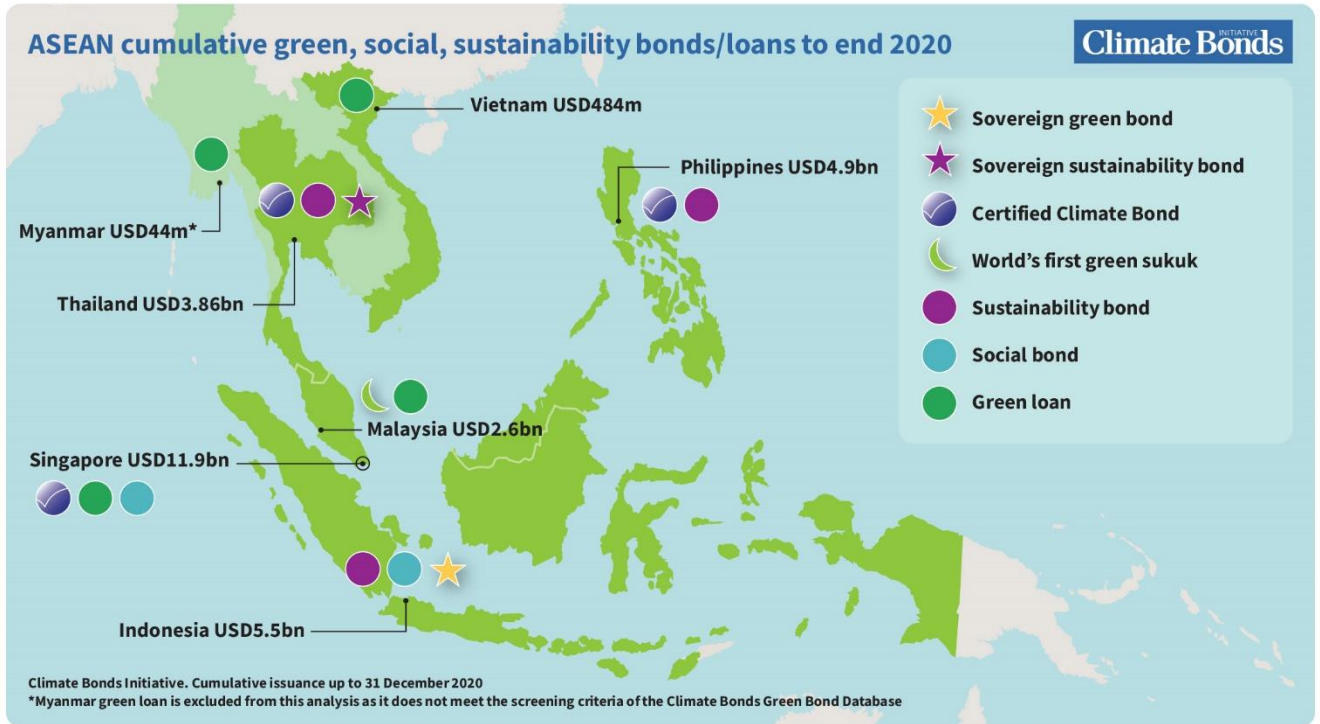 ASEAN cumulative green, social, sustainability bonds/loans to end 2020
Climate Bonds
INITIATIVE
Sovereign green bond
Sovereign sustainability bond
Certified Climate Bond
World's first green sukuk
Sustainability bond
Social bond
Green loan
Vietnam USD484m
Philippines USD4.9bn
Myanmar USD44m*
Thailand USD3.86bn
Malaysia USD2.6bn
Singapore USD11.9bn
Indonesia USD5.5bn
Climate Bonds Initiative. Cumulative issuance up to 31 December 2020
*Myanmar green loan is excluded from this analysis as it does not meet the screening criteria of the Climate Bonds Green Bond Database